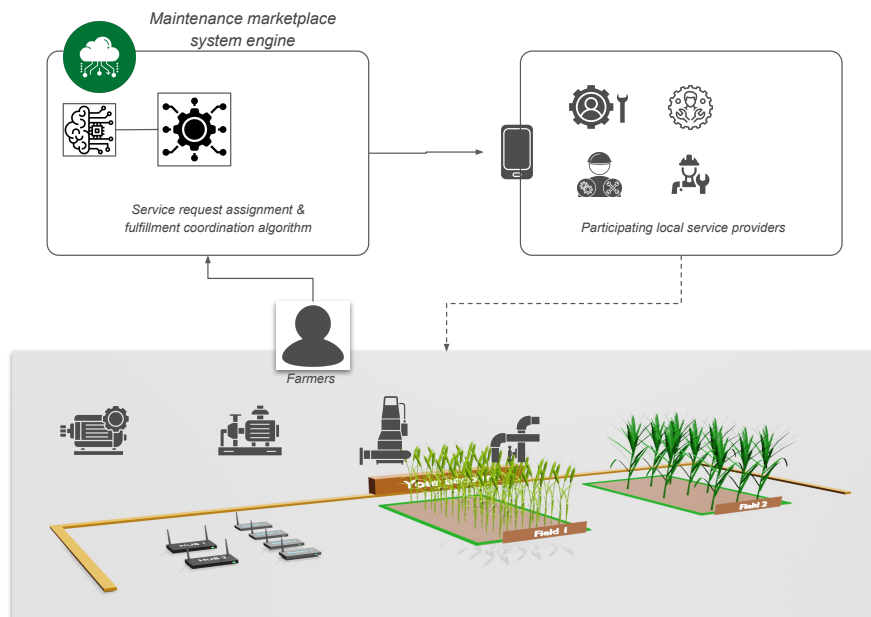 Maintenance marketplace
system engine
Service request assignment &
fulfillment coordination algorithm
Participating local service providers
Farmers
Field 1
Field 2